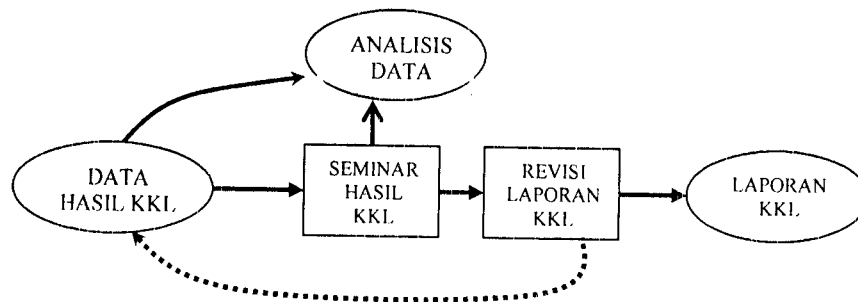 ANALISIS
DATA
DATA
HASIL KKL
SEMINAR
HASIL
KKL
REVISI
LAPORAN
KKL
LAPORAN
KKL